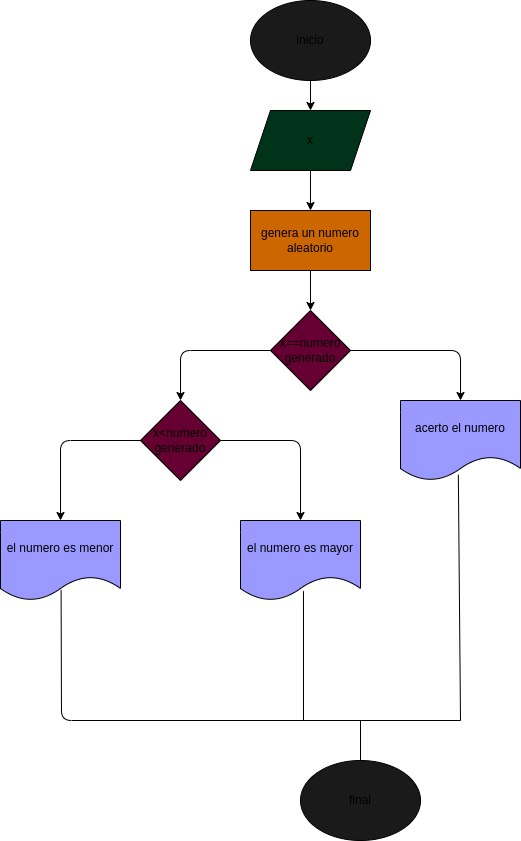 inicio
x
genera un numero
aleatorio
x==numero
generado
x<numero
generado
acerto el numero
el numero es menor
el numero es mayor
final